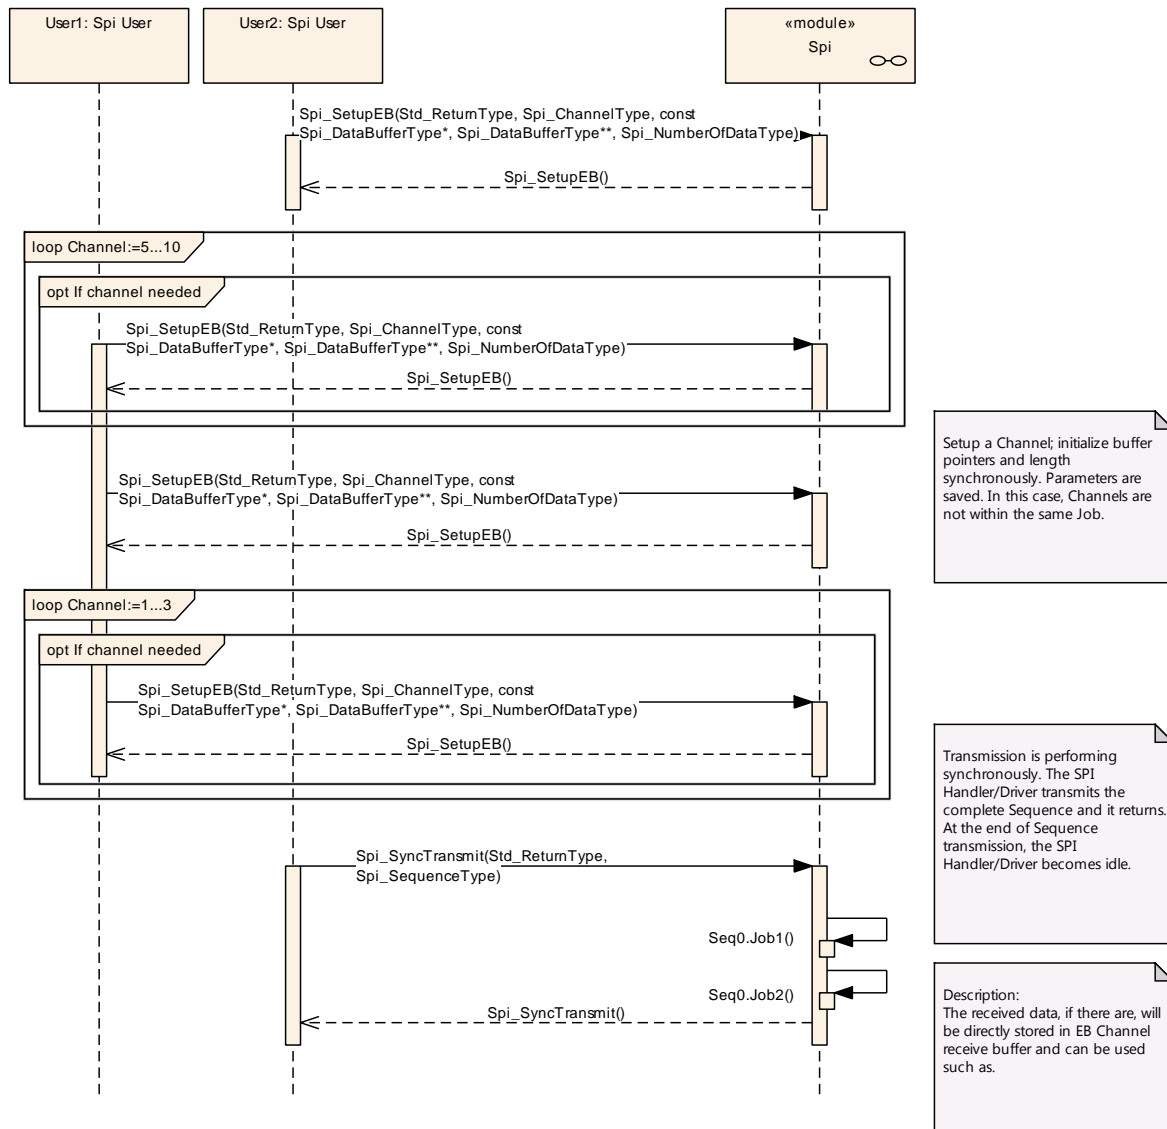 User1: Spi User
User2: Spi User
«module»
Spi
Spi_SetupEB(Std_ReturnType, Spi_ChannelType, const
Spi_DataBufferType*, Spi_DataBufferType**, Spi_NumberOfDataType)
Spi_SetupEB()
loop Channel:=5...10
opt If channel needed
Spi_SetupEB(Std_ReturnType, Spi_ChannelType, const
Spi_DataBufferType*, Spi_DataBufferType**, Spi_NumberOfDataType)
Spi_SetupEB()
Setup a Channel; initialize buffer
pointers and length
synchronously. Parameters are
saved. In this case, Channels are
not within the same Job.
Spi_SetupEB(Std_ReturnType, Spi_ChannelType, const
Spi_DataBufferType*, Spi_DataBufferType**, Spi_NumberOfDataType)
Spi_SetupEB()
loop Channel:=1...3
opt If channel needed
Spi_SetupEB(Std_ReturnType, Spi_ChannelType, const
Spi_DataBufferType*, Spi_DataBufferType**, Spi_NumberOfDataType)
Spi_SetupEB()
Transmission is performing
synchronously. The SPI
Handler/Driver transmits the
complete Sequence and it returns.
At the end of Sequence
transmission, the SPI
Handler/Driver becomes idle.
Spi_SyncTransmit(Std_ReturnType,
Spi_SequenceType)
Seq0.Job1()
Seq0.Job2()
Spi_SyncTransmit()
Description:
The received data, if there are, will
be directly stored in EB Channel
receive buffer and can be used
such as.